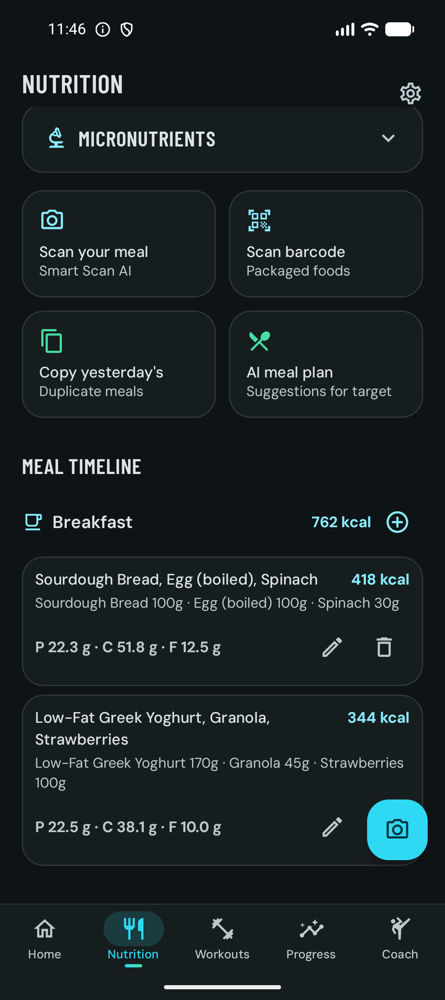 11:46
NUTRITION
MICRONUTRIENTS
Scan your meal
Smart Scan AI
Scan barcode
Packaged foods
Copy yesterday's
Duplicate meals
AI meal plan
Suggestions for target
MEAL TIMELINE
Breakfast 762 kcal
Sourdough Bread, Egg (boiled), Spinach 418 kcal
Sourdough Bread 100g · Egg (boiled) 100g · Spinach 30g
P 22.3 g · C 51.8 g · F 12.5 g
Low-Fat Greek Yoghurt, Granola, 344 kcal
Strawberries
Low-Fat Greek Yoghurt 170g · Granola 45g · Strawberries
100g
P 22.5 g · C 38.1 g · F 10.0 g
Home Nutrition Workouts Progress Coach